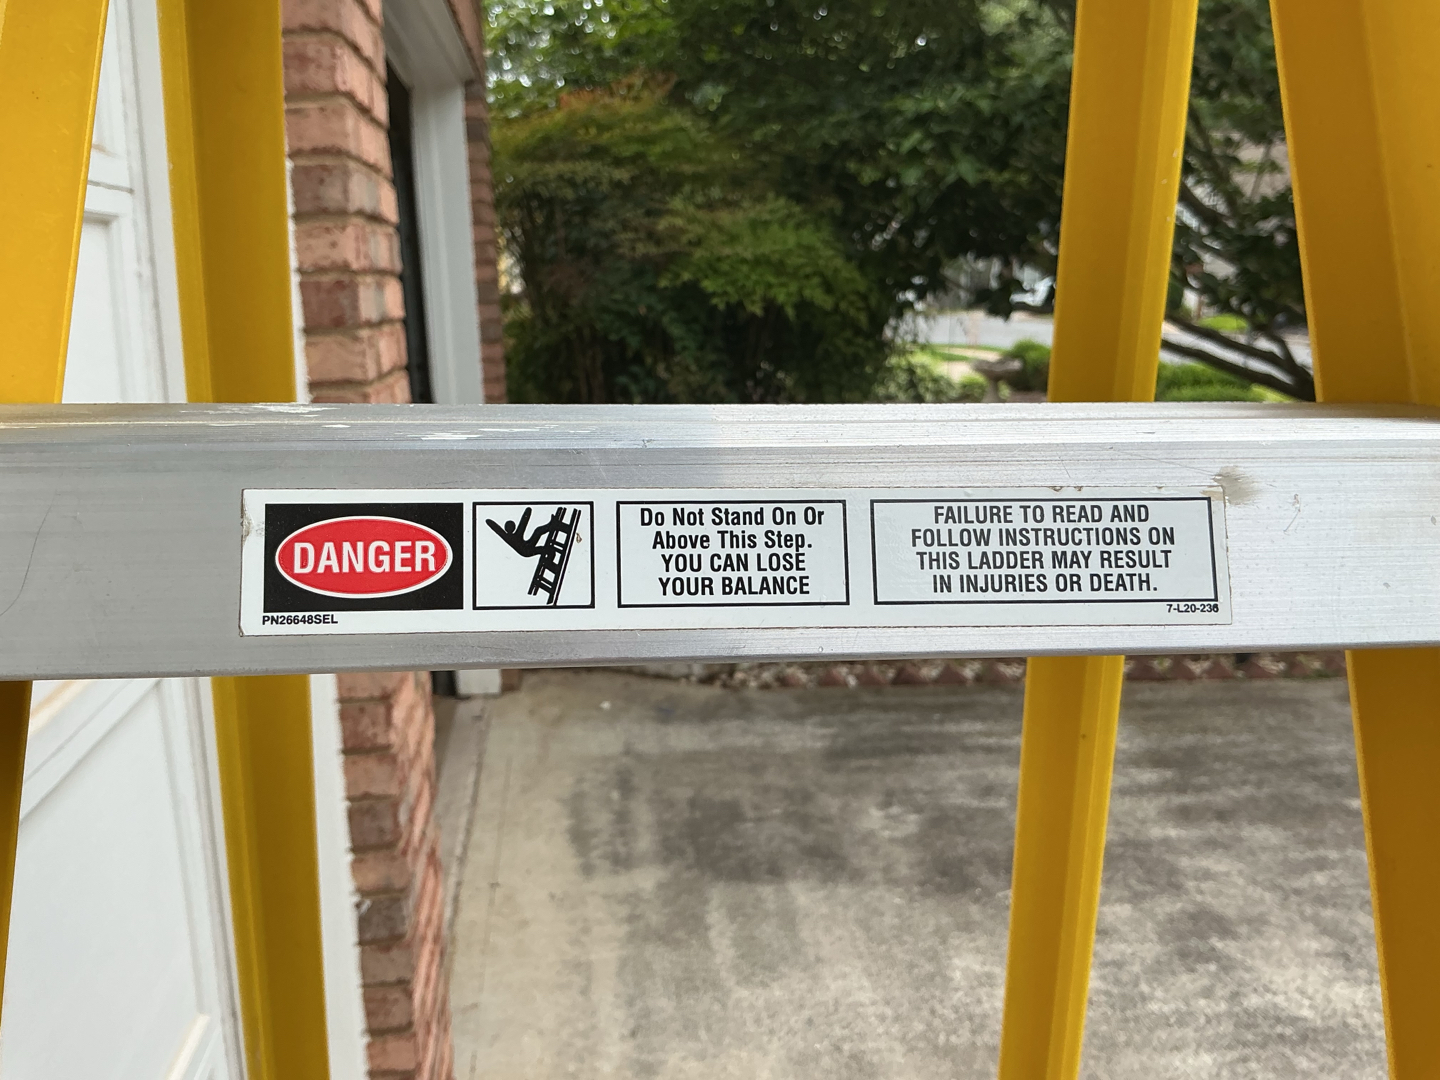 DANGER
PN26648SEL
Do Not Stand On Or
Above This Step.
YOU CAN LOSE
YOUR BALANCE
FAILURE TO READ AND
FOLLOW INSTRUCTIONS ON
THIS LADDER MAY RESULT
IN INJURIES OR DEATH.
7-L20-236